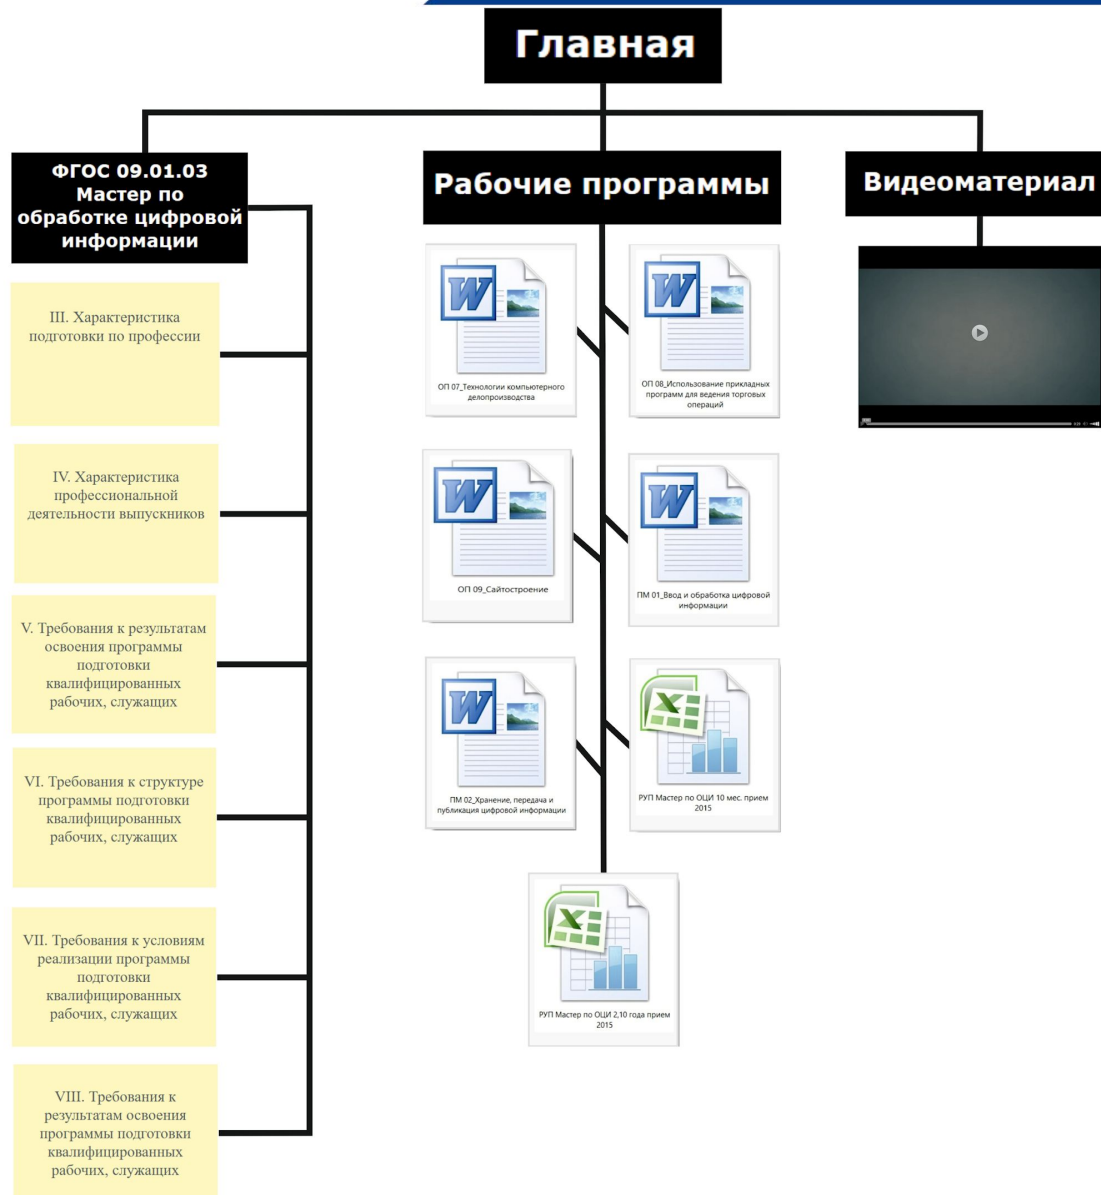 Главная
ФГОС 09.01.03
Мастер по
обработке цифровой
информации
III. Характеристика
подготовки по профессии
IV. Характеристика
профессиональной
деятельности выпускников
V. Требования к результатам
освоения программы
подготовки
квалифицированных
рабочих, служащих
VI. Требования к структуре
программы подготовки
квалифицированных
рабочих, служащих
VII. Требования к условиям
реализации программы
подготовки
квалифицированных
рабочих, служащих
VIII. Требования к
результатам освоения
программы подготовки
квалифицированных
рабочих, служащих
Рабочие программы
W
ОП 07_Технологии компьютерного
делопроизводства
W
ОП 08_Использование прикладных
программ для ведения торговых
операций
W
ОП 09_Сайтостроение
W
ПМ 01_Ввод и обработка цифровой
информации
W
ПМ 02_Хранение, передача и
публикация цифровой информации
X
РУП Мастер по ОЦИ 10 мес. прием
2015
X
РУП Мастер по ОЦИ 2,10 года прием
2015
Видеоматериал